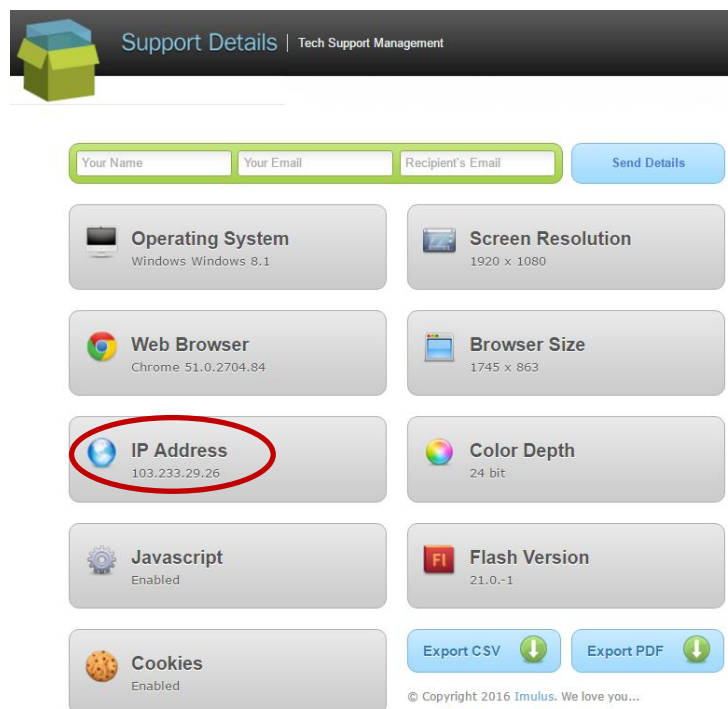 Support Details | Tech Support Management
Your Name Your Email Recipient's Email Send Details
Operating System
Windows Windows 8.1
Screen Resolution
1920 x 1080
Web Browser
Chrome 51.0.2704.84
Browser Size
1745 x 863
IP Address
103.233.29.26
Color Depth
24 bit
Javascript
Enabled
FI
Flash Version
21.0.-1
Cookies
Enabled
Export CSV Export PDF
© Copyright 2016 Imulus. We love you...